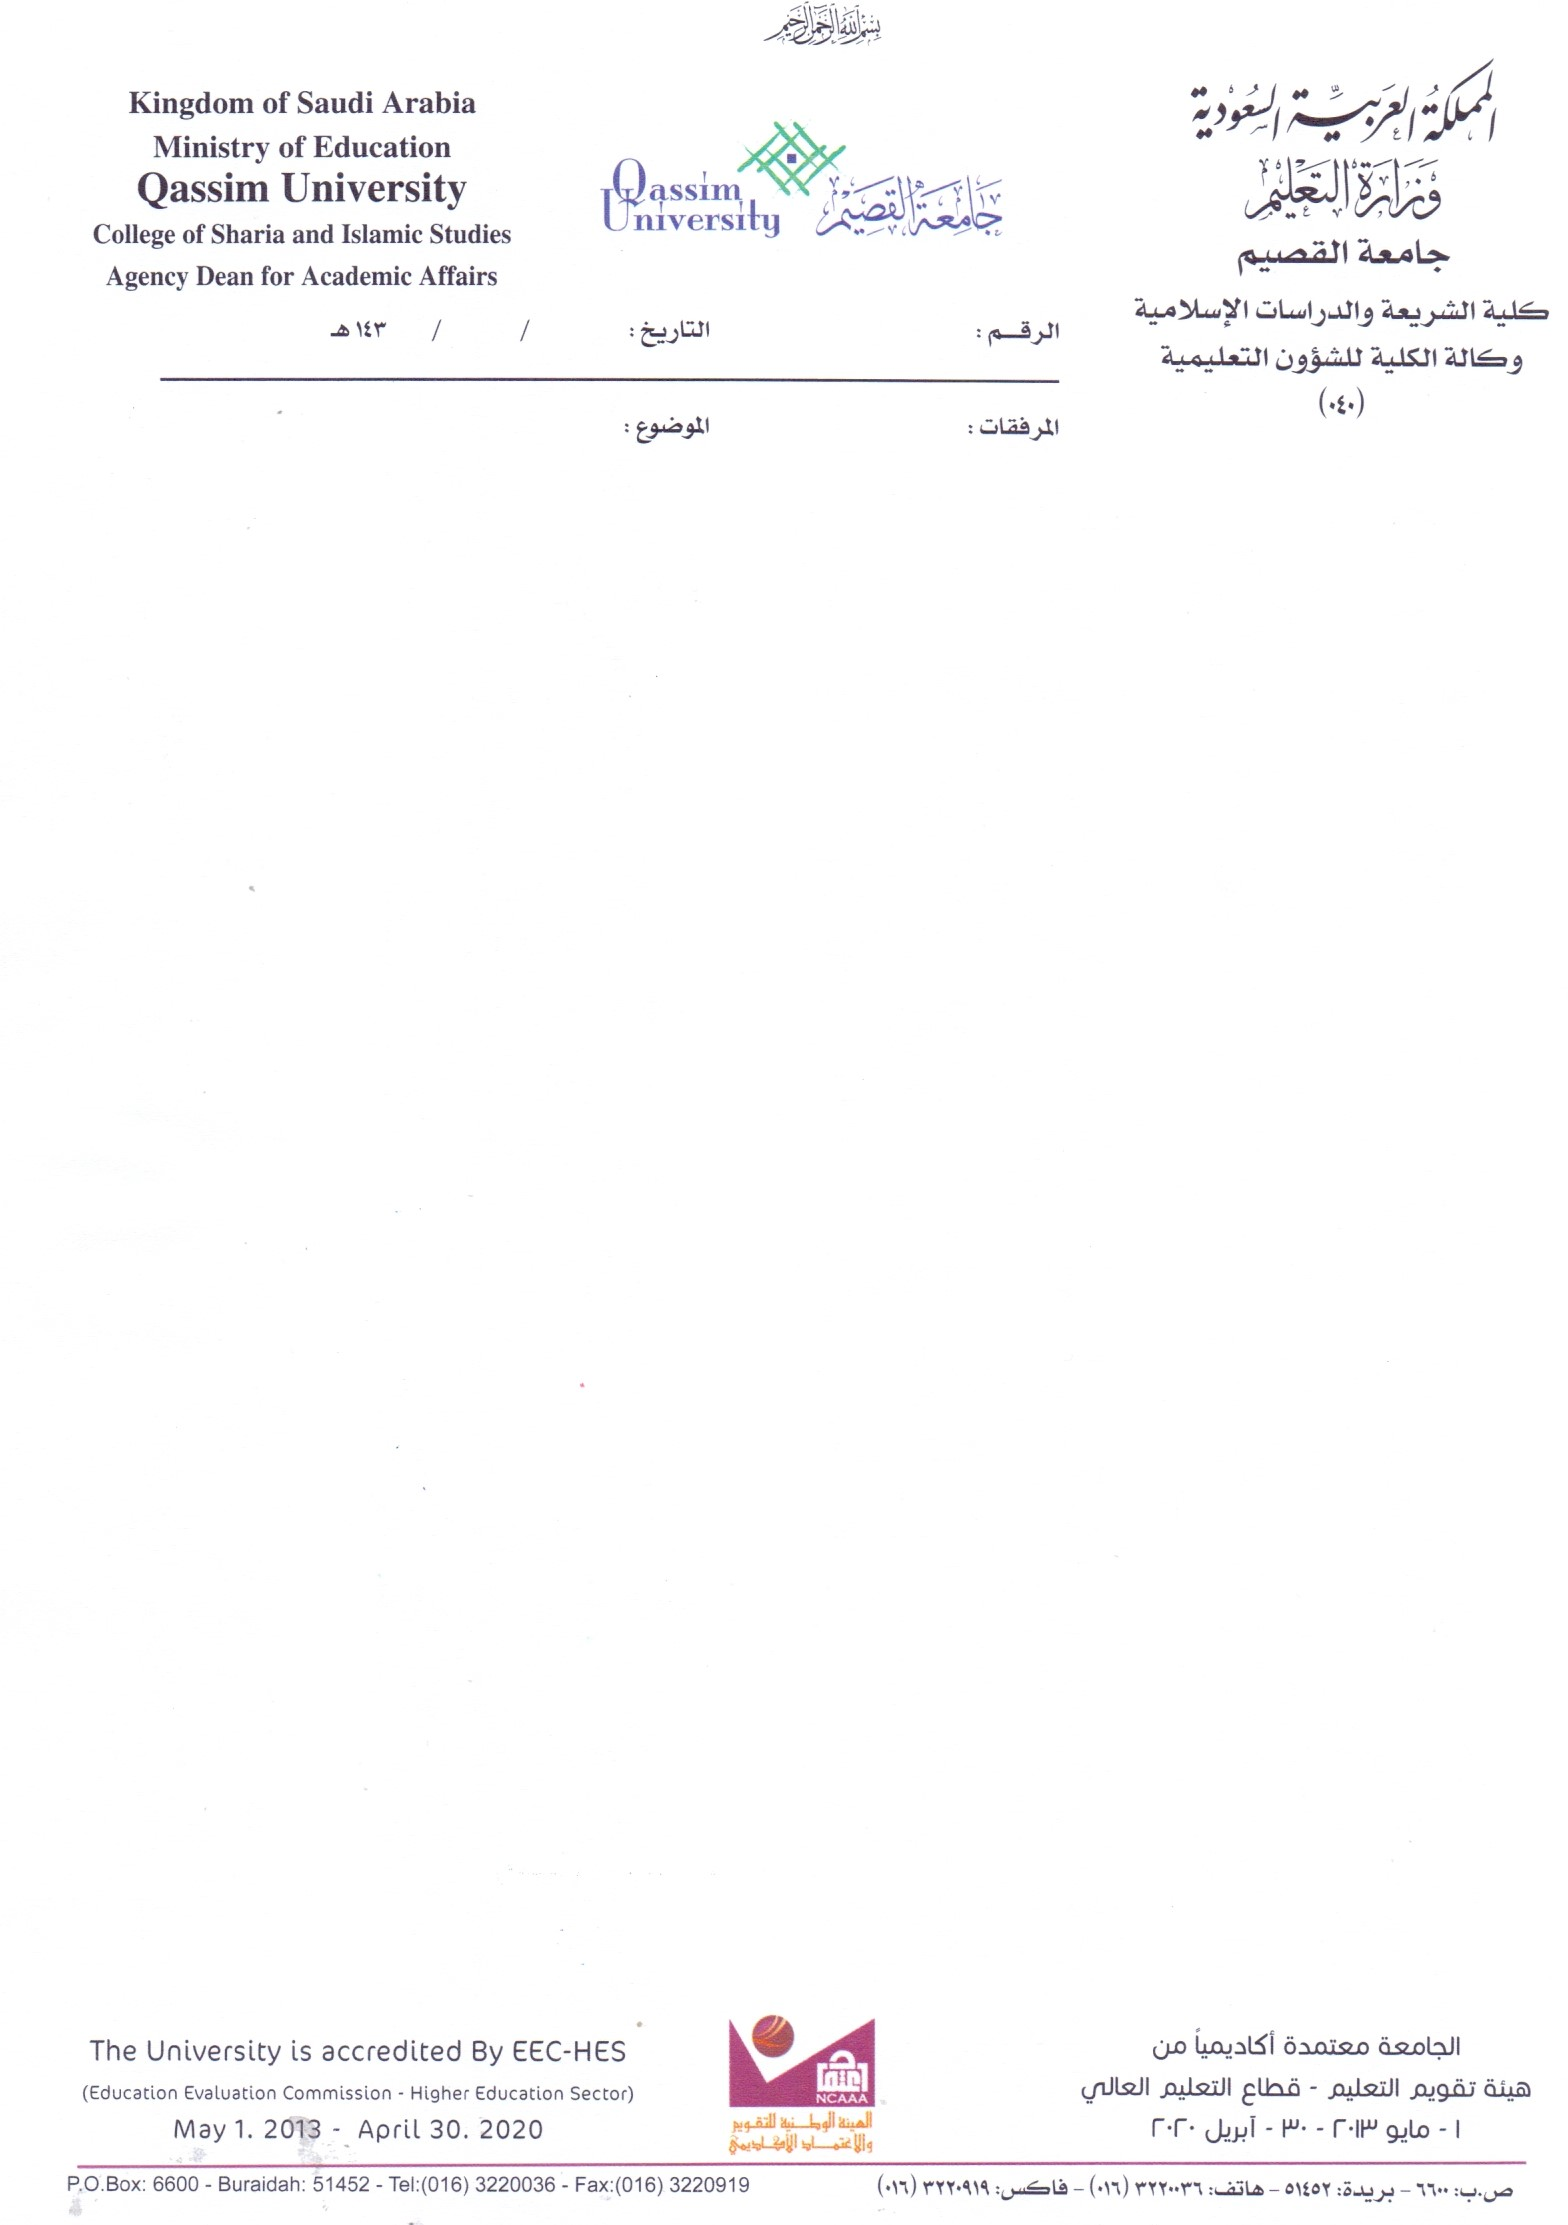 بسم الله الرحمن الرحيم
Kingdom of Saudi Arabia
Ministry of Education
Qassim University
College of Sharia and Islamic Studies
Agency Dean for Academic Affairs
Qassim
University
جامعة القصيم
المملكة العربية السعودية
وزارة التعليم
جامعة القصيم
كلية الشريعة والدراسات الإسلامية
وكالة الكلية للشؤون التعليمية
(٠٤٠)
الرقم : التاريخ : / / ١٤٣ هـ
المرفقات : الموضوع :
The University is accredited By EEC-HES
(Education Evaluation Commission - Higher Education Sector)
May 1. 2013 - April 30. 2020
NCAAA
الهيئة الوطنية للتقويم
والاعتماد الأكاديمي
الجامعة معتمدة أكاديمياً من
هيئة تقويم التعليم - قطاع التعليم العالي
١ - مايو ٢٠١٣ - ٣٠ - أبريل ٢٠٢٠
P.O.Box: 6600 - Buraidah: 51452 - Tel:(016) 3220036 - Fax:(016) 3220919
ص.ب: ٦٦٠٠ – بريدة: ٥١٤٥٢ – هاتف: ٣٢٢٠٠٣٦ (٠١٦) – فاكس: ٣٢٢٠٩١٩ (٠١٦)